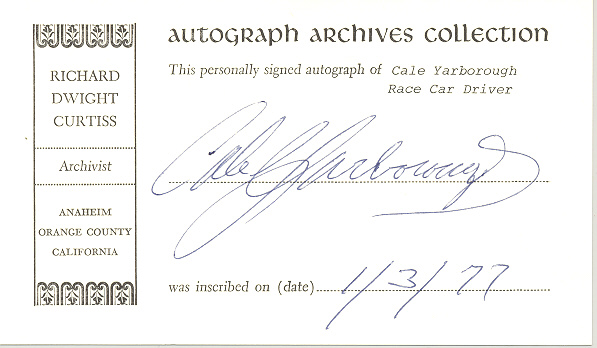 AUTOGRAPH ARCHIVES COLLECTION
RICHARD
DWIGHT
CURTISS
Archivist
ANAHEIM
ORANGE COUNTY
CALIFORNIA
This personally signed autograph of Cale Yarborough
Race Car Driver
Cale Yarborough
was inscribed on (date) 1/3/77